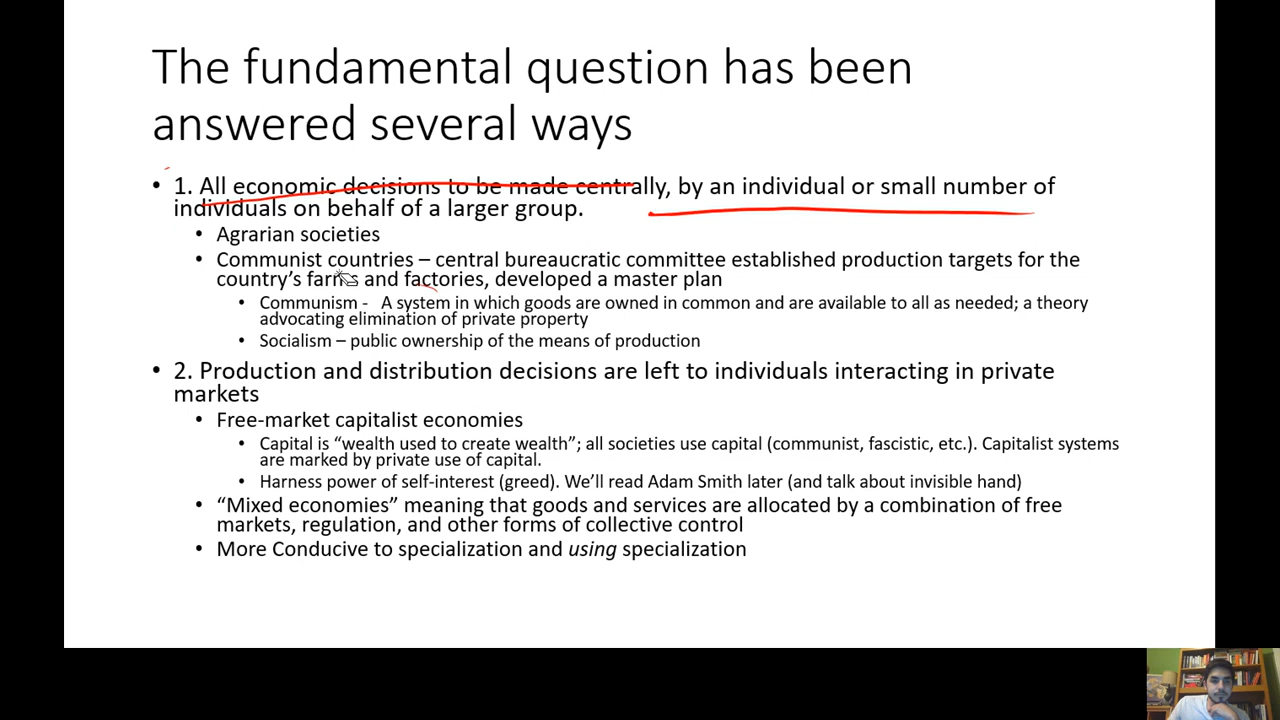 The fundamental question has been
answered several ways
• 1. All economic decisions to be made centrally, by an individual or small number of
individuals on behalf of a larger group.
• Agrarian societies
• Communist countries – central bureaucratic committee established production targets for the
country's farms and factories, developed a master plan
• Communism - A system in which goods are owned in common and are available to all as needed; a theory
advocating elimination of private property
• Socialism – public ownership of the means of production
• 2. Production and distribution decisions are left to individuals interacting in private
markets
• Free-market capitalist economies
• Capital is “wealth used to create wealth”; all societies use capital (communist, fascistic, etc.). Capitalist systems
are marked by private use of capital.
• Harness power of self-interest (greed). We'll read Adam Smith later (and talk about invisible hand)
• “Mixed economies” meaning that goods and services are allocated by a combination of free
markets, regulation, and other forms of collective control
• More Conducive to specialization and using specialization